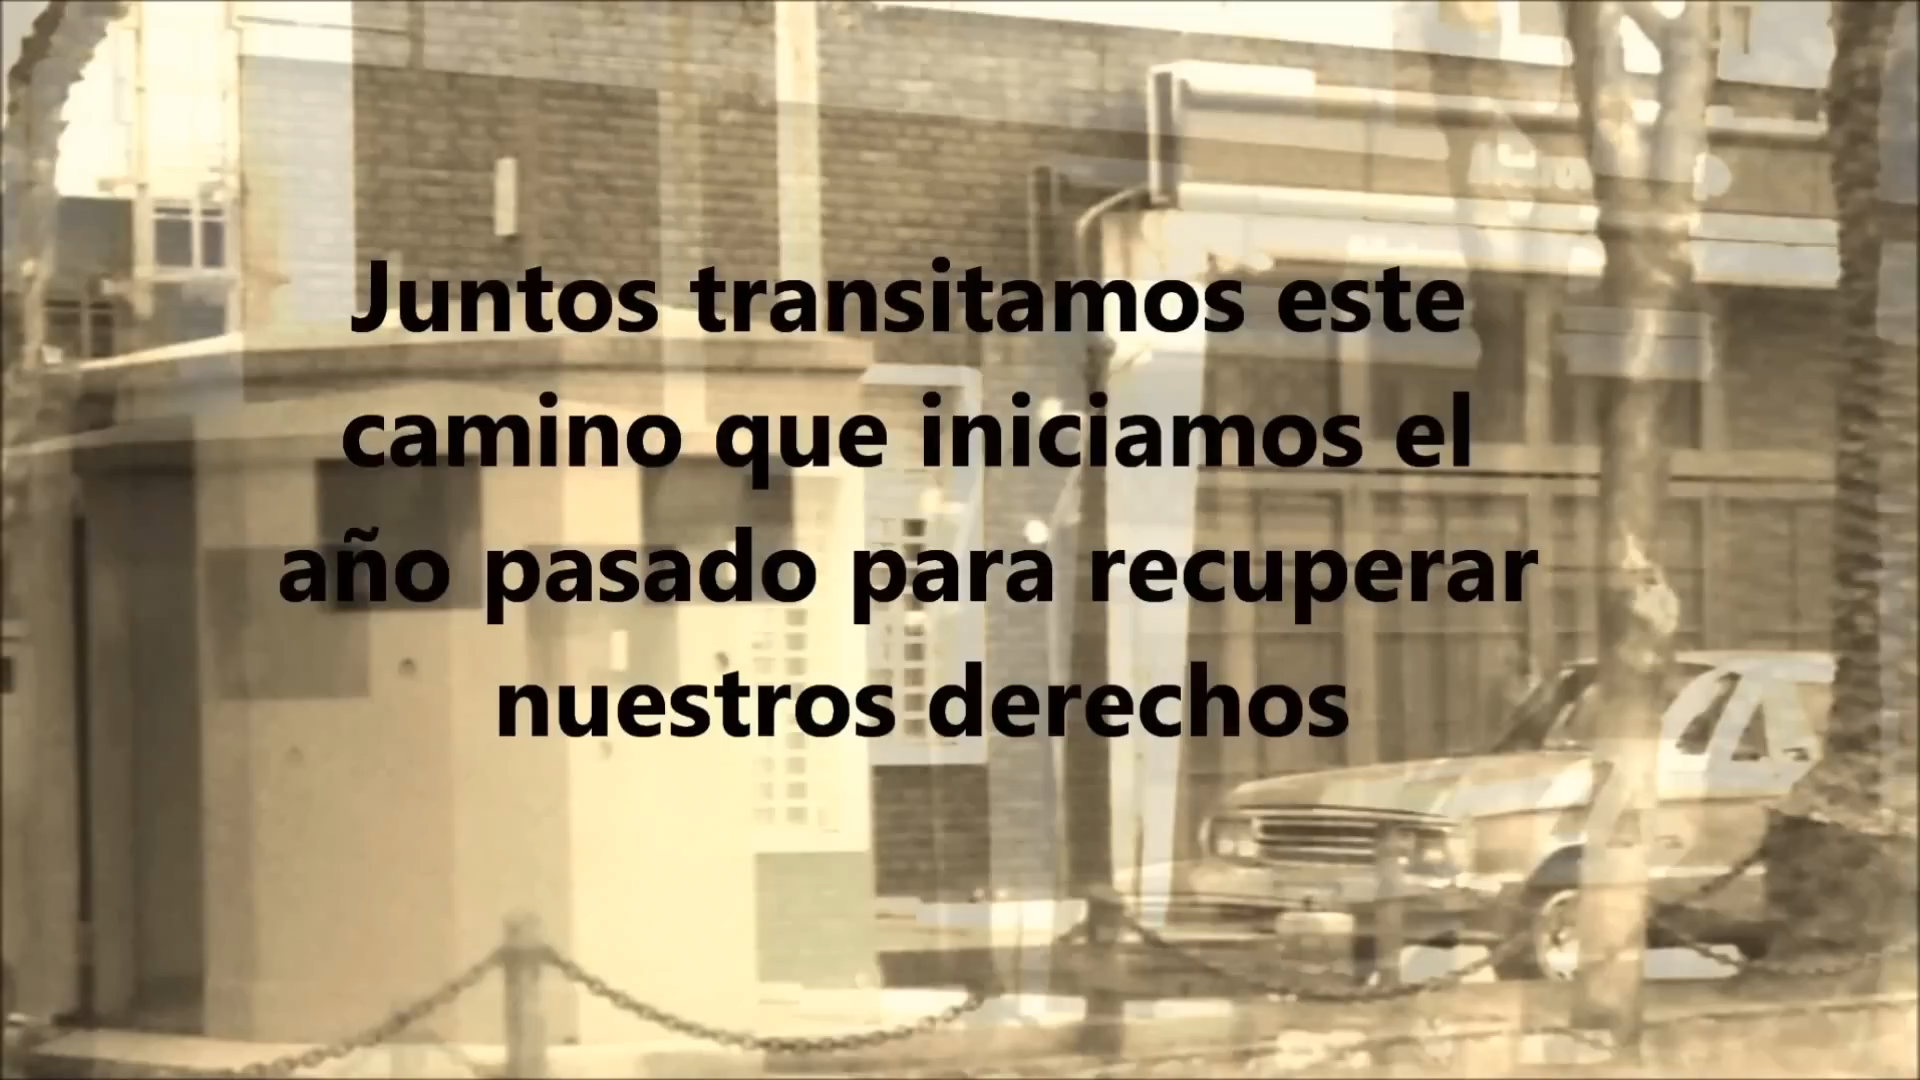 Juntos transitamos este
camino que iniciamos el
año pasado para recuperar
nuestros derechos